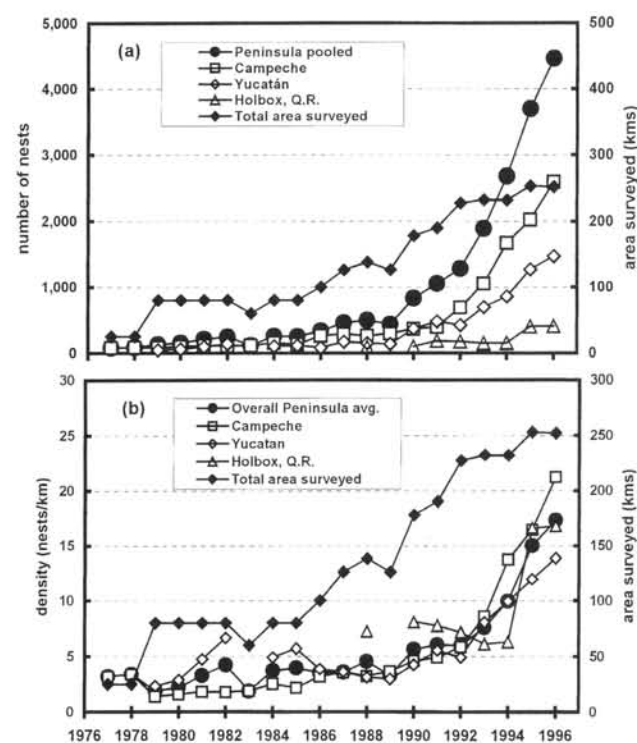 (a)
Peninsula pooled
Campeche
Yucatán
Holbox, Q.R.
Total area surveyed
number of nests
5,000
4,000
3,000
2,000
1,000
0
area surveyed (kms)
500
400
300
200
100
0
(b)
Overall Peninsula avg.
Campeche
Yucatan
Holbox, Q.R.
Total area surveyed
density (nests/km)
30
25
20
15
10
5
0
area surveyed (kms)
300
250
200
150
100
50
0
1976 1978 1980 1982 1984 1986 1988 1990 1992 1994 1996